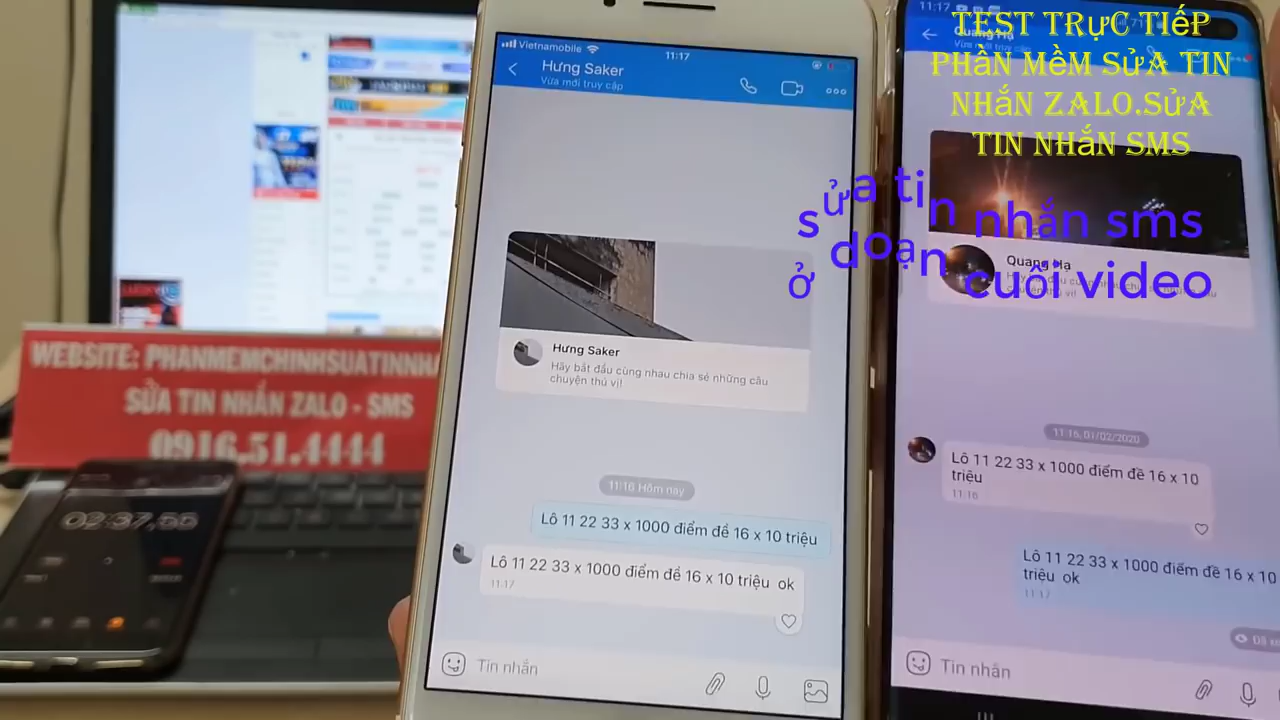 TEST TRỰC TIẾP
PHẦN MỀM SỬA TIN
NHẮN ZALO.SỬA
TIN NHẮN SMS
sửa tin nhắn sms
ở đoạn cuối video
WEBSITE: PHANMEMCHINHSUATINNHA
SỬA TIN NHẮN ZALO - SMS
0916.51.4444
02:37,55
Vietnamobile
11:17
Hưng Saker
Vừa mới truy cập
Hưng Saker
Hãy bắt đầu cùng nhau chia sẻ những câu
chuyện thú vị!
11:16 Hôm nay
Lô 11 22 33 x 1000 điểm đề 16 x 10 triệu
Lô 11 22 33 x 1000 điểm đề 16 x 10 triệu ok
11:17
Tin nhắn
11:17
Quang Hạ
Vừa mới truy cập
Quang Hạ
11:16, 01/02/2020
Lô 11 22 33 x 1000 điểm đề 16 x 10
triệu
11:16
Lô 11 22 33 x 1000 điểm đề 16 x 10
triệu ok
11:17
Tin nhắn